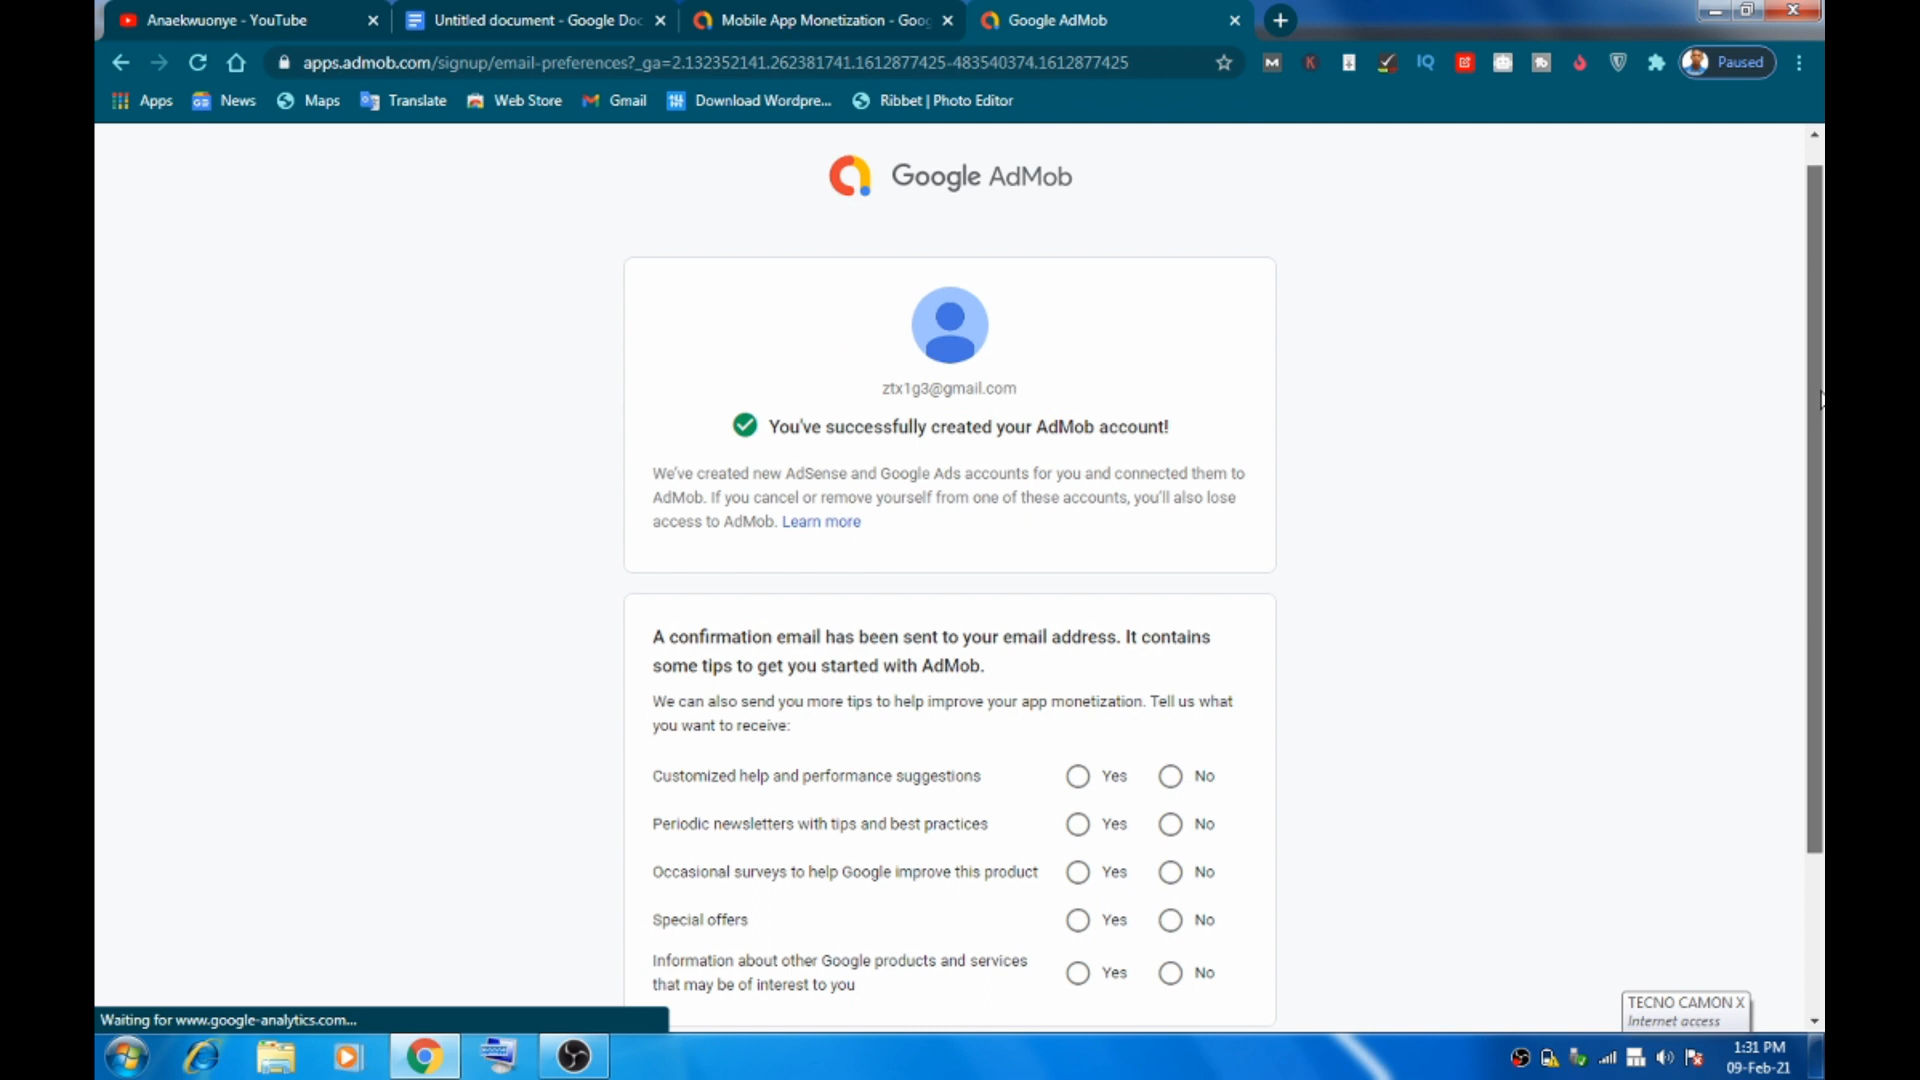 Anaekwuonye - YouTube
Untitled document - Google Doc
Mobile App Monetization - Goog
Google AdMob
apps.admob.com/signup/email-preferences?_ga=2.132352141.262381741.1612877425-483540374.1612877425
Paused
Apps
News
Maps
Translate
Web Store
Gmail
Download Wordpre...
Ribbet | Photo Editor
Google AdMob
ztx1g3@gmail.com
You've successfully created your AdMob account!
We've created new AdSense and Google Ads accounts for you and connected them to
AdMob. If you cancel or remove yourself from one of these accounts, you'll also lose
access to AdMob. Learn more
A confirmation email has been sent to your email address. It contains
some tips to get you started with AdMob.
We can also send you more tips to help improve your app monetization. Tell us what
you want to receive:
Customized help and performance suggestions Yes No
Periodic newsletters with tips and best practices Yes No
Occasional surveys to help Google improve this product Yes No
Special offers Yes No
Information about other Google products and services
that may be of interest to you Yes No
TECNO CAMON X
Internet access
Waiting for www.google-analytics.com...
1:31 PM
09-Feb-21